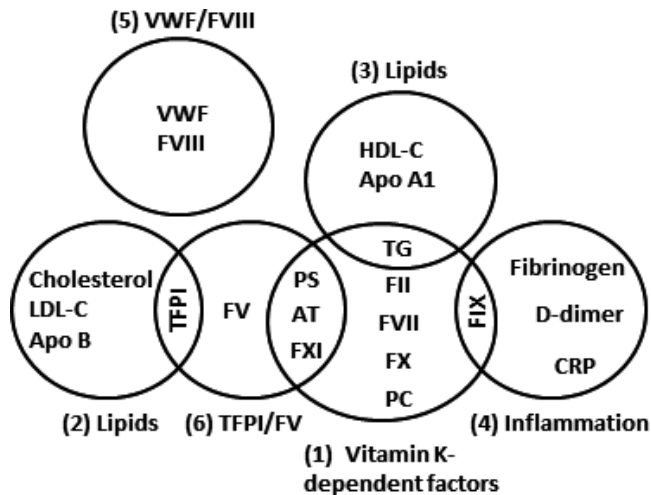 (5) VWF/FVIII
VWF
FVIII
(3) Lipids
HDL-C
Apo A1
TG
Cholesterol
LDL-C
Apo B
TFPI
FV
PS
AT
FXI
FII
FVII
FX
PC
FIX
Fibrinogen
D-dimer
CRP
(2) Lipids
(6) TFPI/FV
(1) Vitamin K-
dependent factors
(4) Inflammation